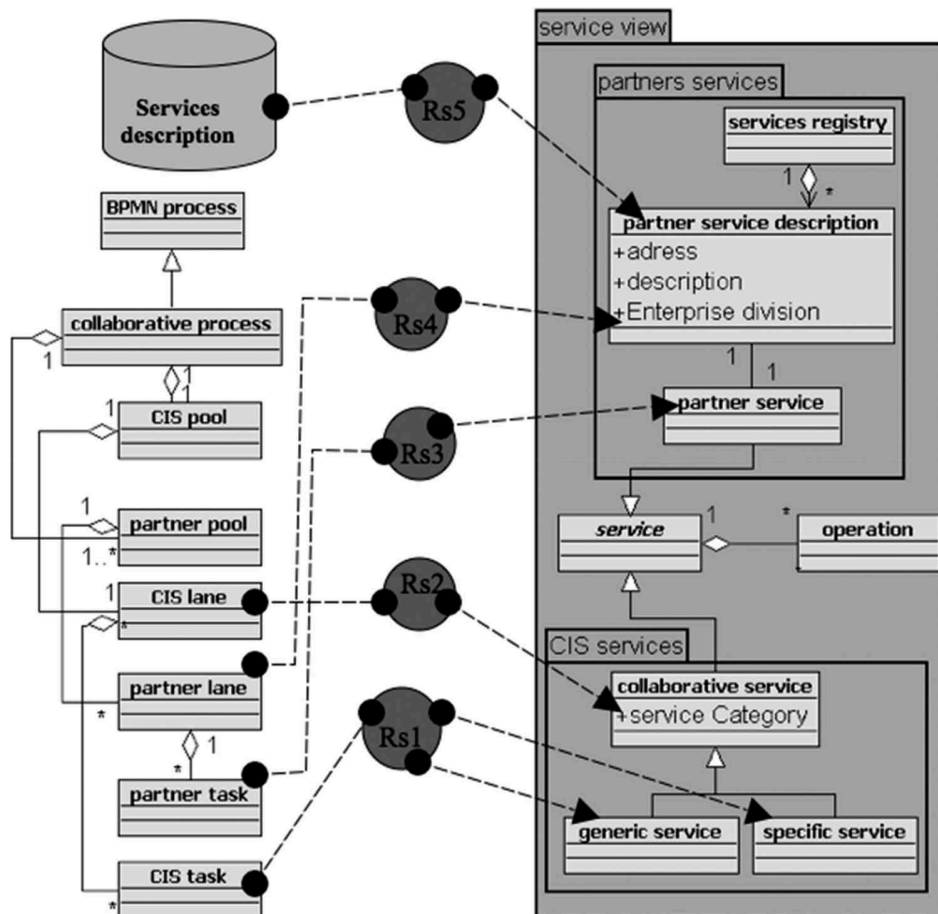 Services
description
BPMN process
collaborative process
1
1
1
1
CIS pool
1
partner pool
1..*
1
CIS lane
*
partner lane
*
1
*
partner task
CIS task
*
Rs5
Rs4
Rs3
Rs2
Rs1
service view
partners services
services registry
1
*
partner service description
+adress
+description
+Enterprise division
1
1
partner service
service
1
*
operation
*
CIS services
collaborative service
+service Category
generic service
specific service